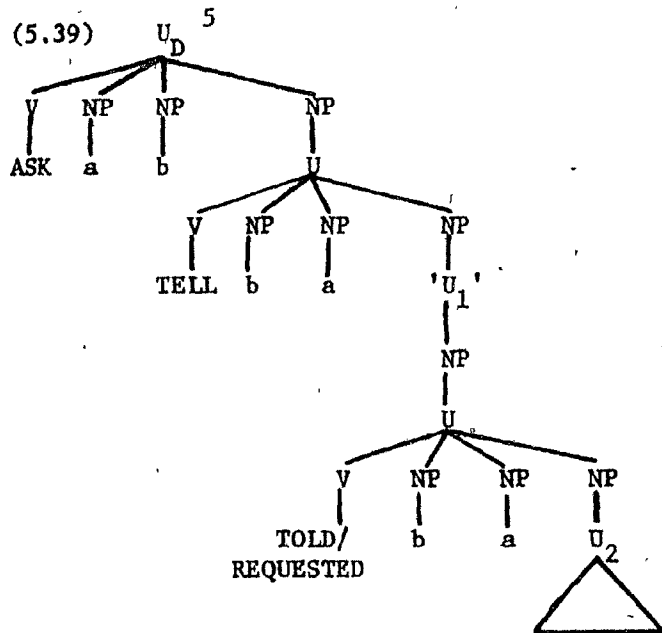 (5.39) U_D 5
V NP NP NP
ASK a b U
V NP NP NP
TELL b a 'U_1'
NP
U
V NP NP NP
TOLD/ b a U_2
REQUESTED